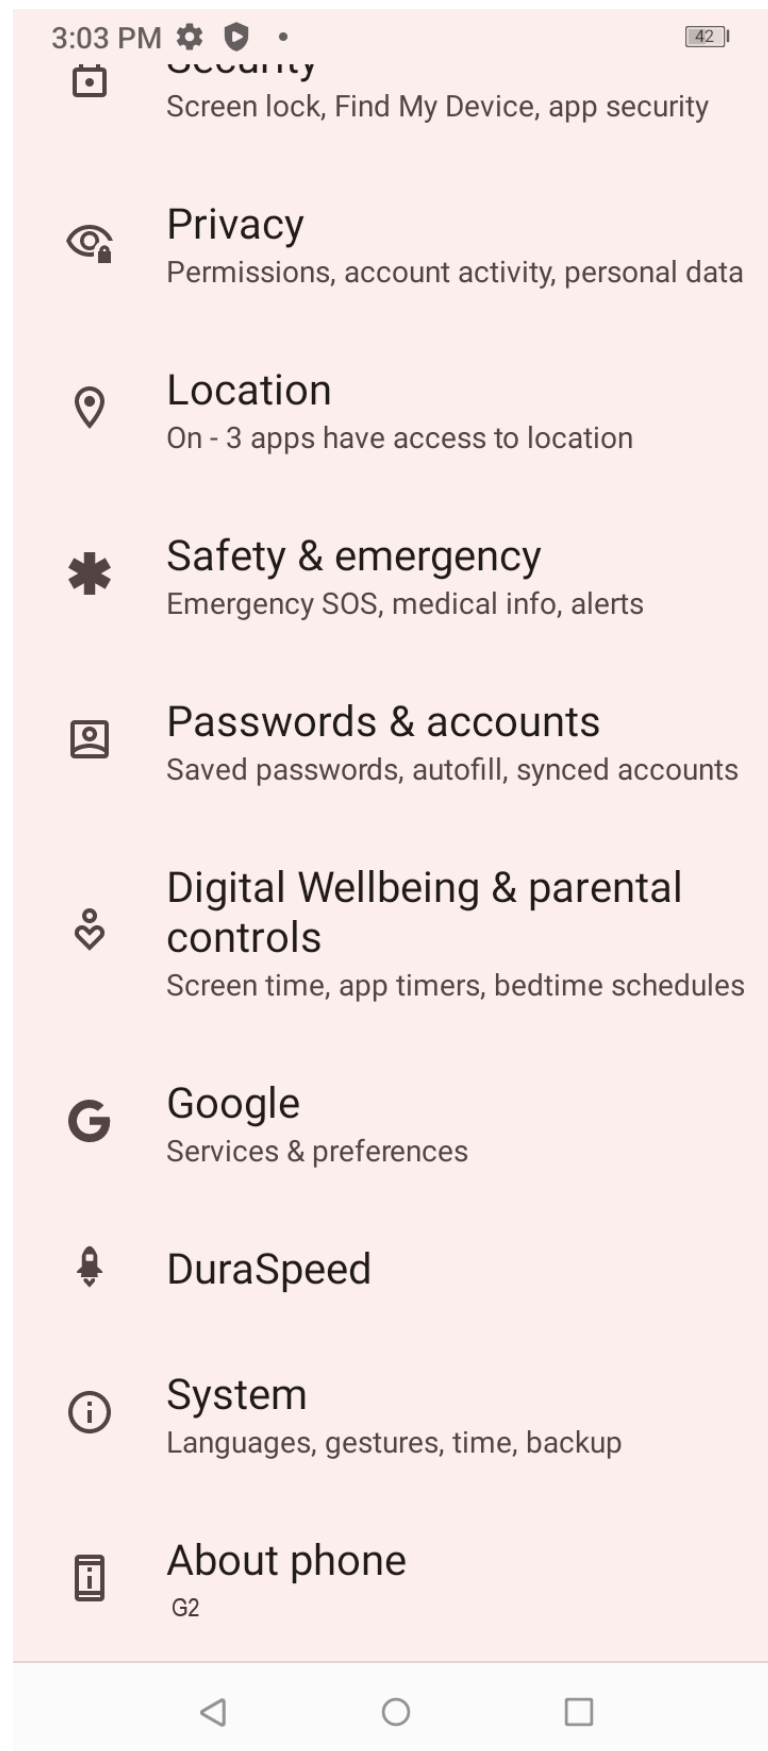 3:03 PM
42
Security
Screen lock, Find My Device, app security
Privacy
Permissions, account activity, personal data
Location
On - 3 apps have access to location
Safety & emergency
Emergency SOS, medical info, alerts
Passwords & accounts
Saved passwords, autofill, synced accounts
Digital Wellbeing & parental
controls
Screen time, app timers, bedtime schedules
Google
Services & preferences
DuraSpeed
System
Languages, gestures, time, backup
About phone
G2